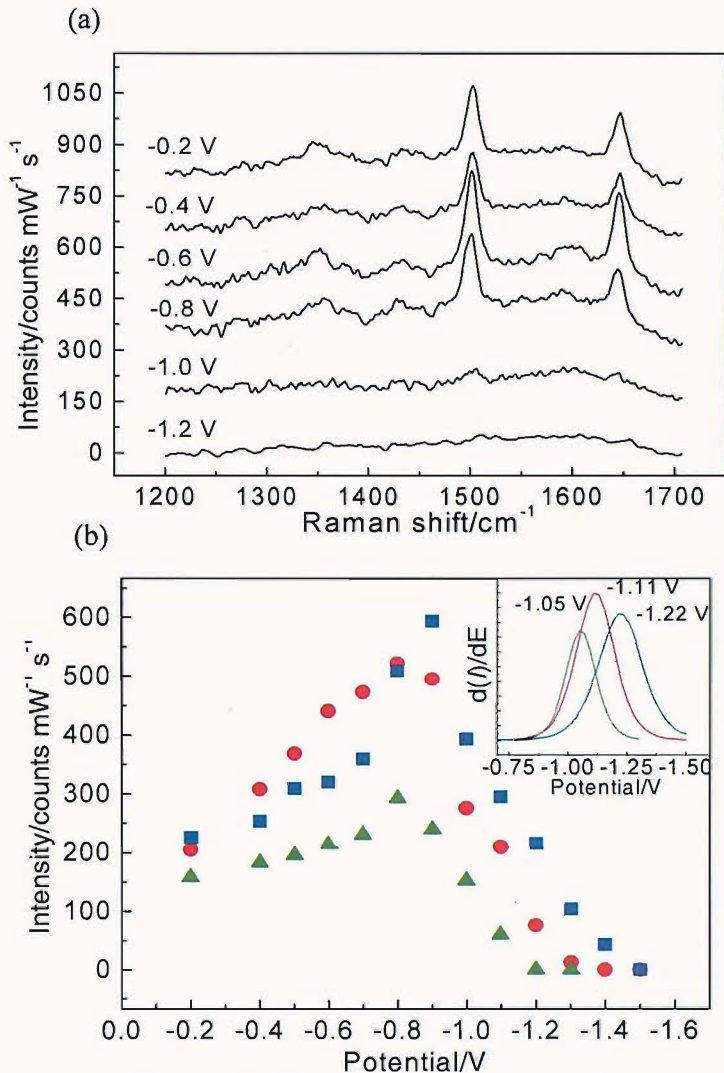 (a)
Intensity/counts mW⁻¹ s⁻¹
1050
900
750
600
450
300
150
0
-0.2 V
-0.4 V
-0.6 V
-0.8 V
-1.0 V
-1.2 V
1200 1300 1400 1500 1600 1700
Raman shift/cm⁻¹
(b)
Intensity/counts mW⁻¹ s⁻¹
600
500
400
300
200
100
0
0.0 -0.2 -0.4 -0.6 -0.8 -1.0 -1.2 -1.4 -1.6
Potential/V
d(I)/dE
-1.11 V
-1.05 V
-1.22 V
-0.75 -1.00 -1.25 -1.50
Potential/V